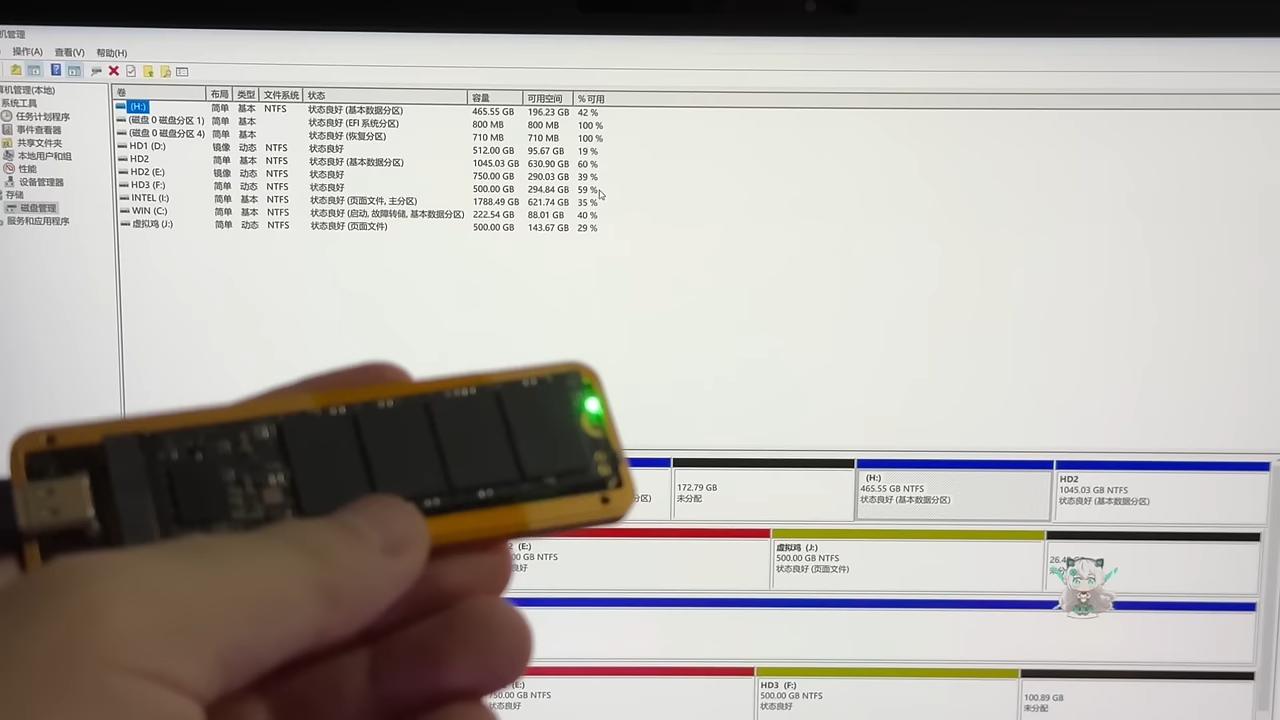 机管理
操作(A) 查看(V) 帮助(H)
算机管理(本地)
系统工具
任务计划程序
事件查看器
共享文件夹
本地用户和组
性能
设备管理器
存储
磁盘管理
服务和应用程序
卷 布局 类型 文件系统 状态 容量 可用空间 % 可用
(H:) 简单 基本 NTFS 状态良好 (基本数据分区) 465.55 GB 196.23 GB 42 %
(磁盘 0 磁盘分区 1) 简单 基本 状态良好 (EFI 系统分区) 800 MB 800 MB 100 %
(磁盘 0 磁盘分区 4) 简单 基本 状态良好 (恢复分区) 710 MB 710 MB 100 %
HD1 (D:) 镜像 动态 NTFS 状态良好 512.00 GB 95.67 GB 19 %
HD2 简单 基本 NTFS 状态良好 (基本数据分区) 1045.03 GB 630.90 GB 60 %
HD2 (E:) 镜像 动态 NTFS 状态良好 750.00 GB 290.03 GB 39 %
HD3 (F:) 简单 动态 NTFS 状态良好 500.00 GB 294.84 GB 59 %
INTEL (I:) 简单 基本 NTFS 状态良好 (页面文件, 主分区) 1788.49 GB 621.74 GB 35 %
WIN (C:) 简单 基本 NTFS 状态良好 (启动, 故障转储, 基本数据分区) 222.54 GB 88.01 GB 40 %
虚拟鸡 (J:) 简单 动态 NTFS 状态良好 (页面文件) 500.00 GB 143.67 GB 29 %
分区)
172.79 GB
未分配
(H:)
465.55 GB NTFS
状态良好 (基本数据分区)
HD2
1045.03 GB NTFS
状态良好 (基本数据分区)
2 (E:)
00 GB NTFS
良好
虚拟鸡 (J:)
500.00 GB NTFS
状态良好 (页面文件)
(E:)
750.00 GB NTFS
状态良好
HD3 (F:)
500.00 GB NTFS
状态良好
100.89 GB
未分配